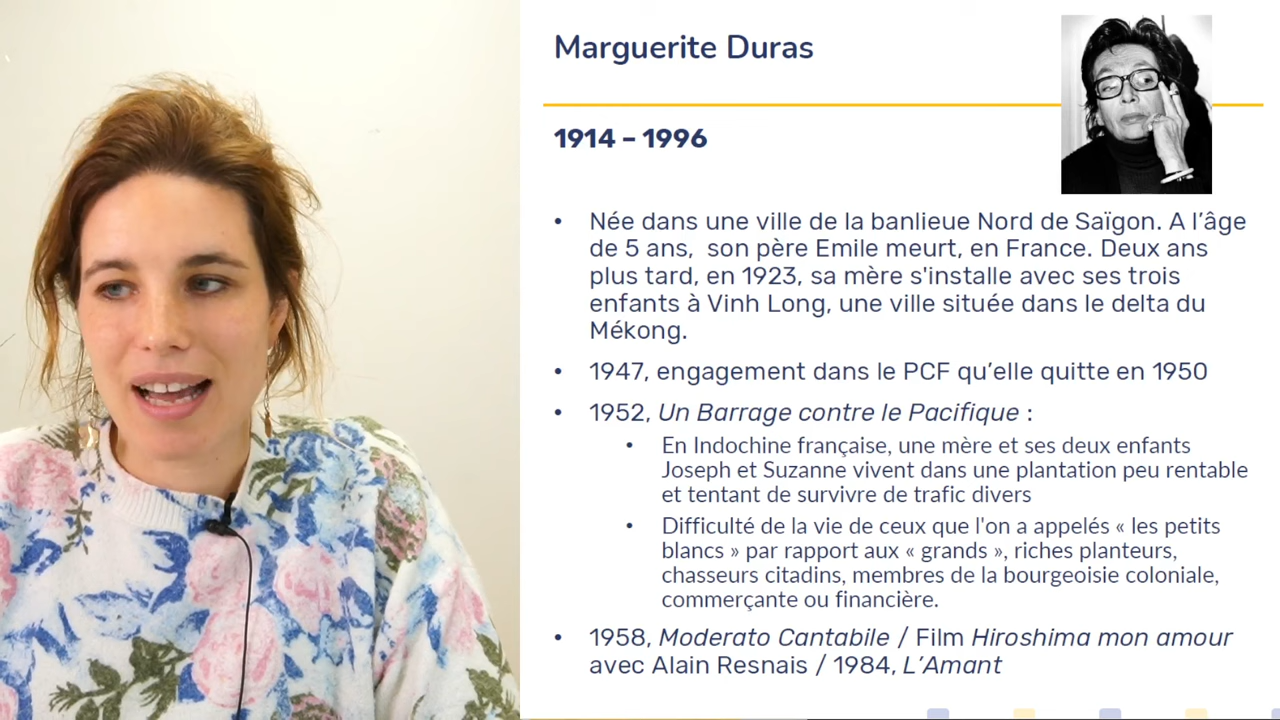 Marguerite Duras
1914 – 1996
• Née dans une ville de la banlieue Nord de Saïgon. A l’âge
de 5 ans,  son père Emile meurt, en France. Deux ans
plus tard, en 1923, sa mère s'installe avec ses trois
enfants à Vinh Long, une ville située dans le delta du
Mékong.
• 1947, engagement dans le PCF qu’elle quitte en 1950
• 1952, Un Barrage contre le Pacifique :
• En Indochine française, une mère et ses deux enfants
Joseph et Suzanne vivent dans une plantation peu rentable
et tentant de survivre de trafic divers
• Difficulté de la vie de ceux que l'on a appelés « les petits
blancs » par rapport aux « grands », riches planteurs,
chasseurs citadins, membres de la bourgeoisie coloniale,
commerçante ou financière.
• 1958, Moderato Cantabile / Film Hiroshima mon amour
avec Alain Resnais / 1984, L’Amant